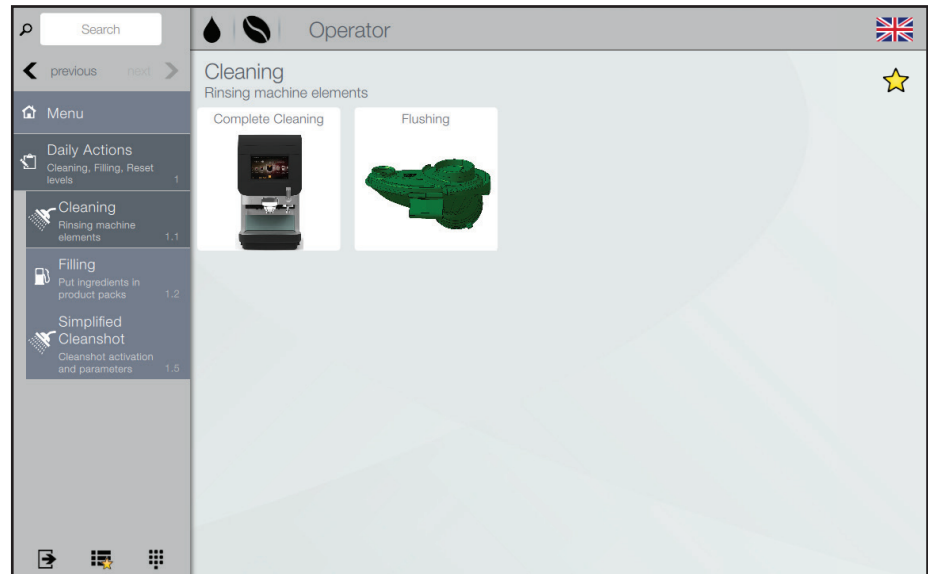 Search
Operator
previous
next
Menu
Daily Actions
Cleaning, Filling, Reset
levels
1
Cleaning
Rinsing machine
elements
1.1
Filling
Put ingredients in
product packs
1.2
Simplified
Cleanshot
Cleanshot activation
and parameters
1.5
Cleaning
Rinsing machine elements
Complete Cleaning
Flushing